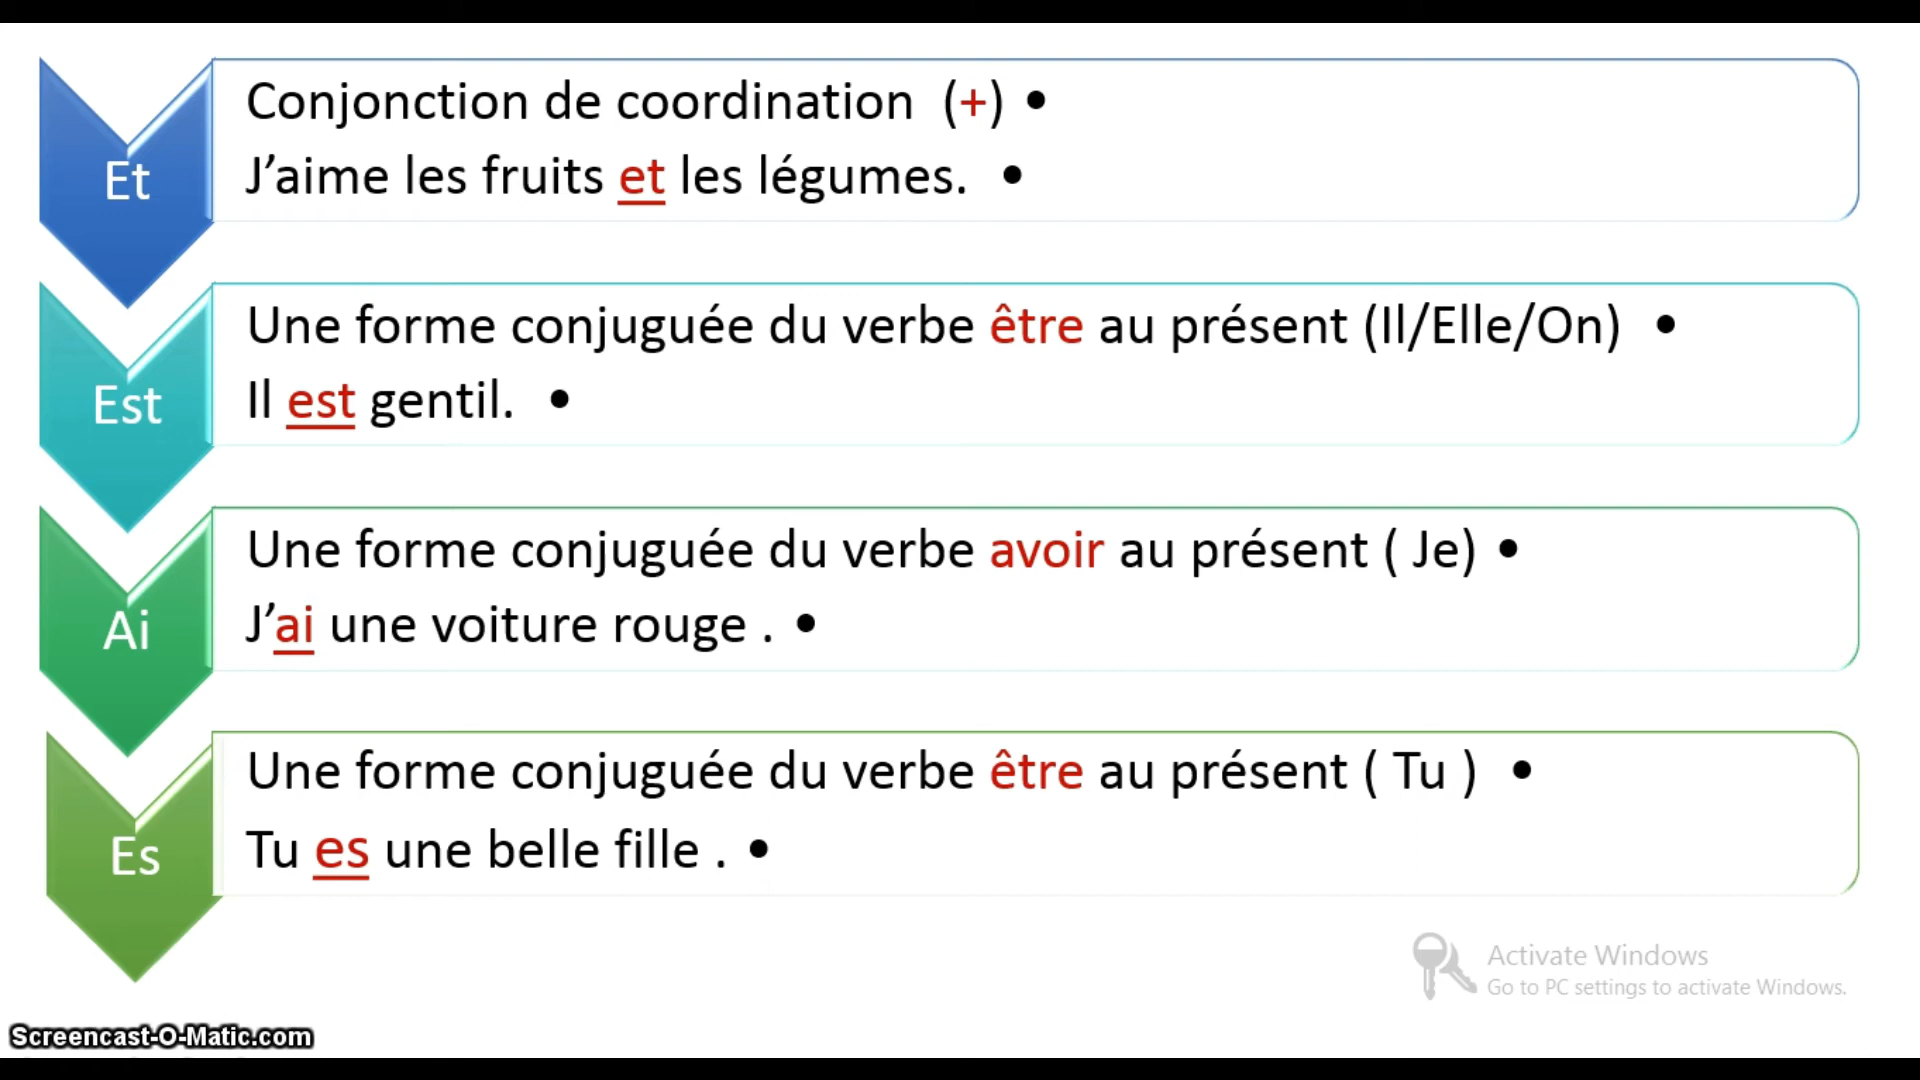 Et
Conjonction de coordination (+) •
J’aime les fruits et les légumes. •
Est
Une forme conjuguée du verbe être au présent (Il/Elle/On) •
Il est gentil. •
Ai
Une forme conjuguée du verbe avoir au présent ( Je) •
J’ai une voiture rouge . •
Es
Une forme conjuguée du verbe être au présent ( Tu ) •
Tu es une belle fille . •
Activate Windows
Go to PC settings to activate Windows.
Screencast-O-Matic.com